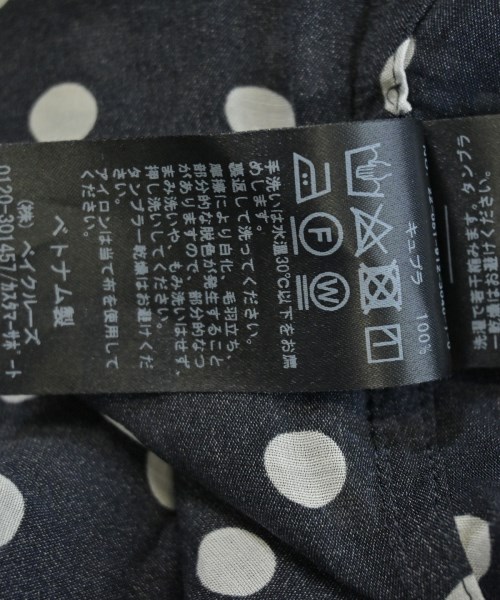 キュプラ 100%
F W
手洗いは水温30℃以下をお薦
めします。
裏返して洗ってください。
摩擦により白化、毛羽立ち、
部分的な脱色が発生すること
がありますので、部分的なつ
まみ洗いや、もみ洗いはせず、
押し洗いしてください。
タンブラー乾燥はお避けくだ
さい。
アイロンは当て布を使用して
ください。
ベトナム製
(株) ベイクルーズ
0120-301457/カスタマーサポート